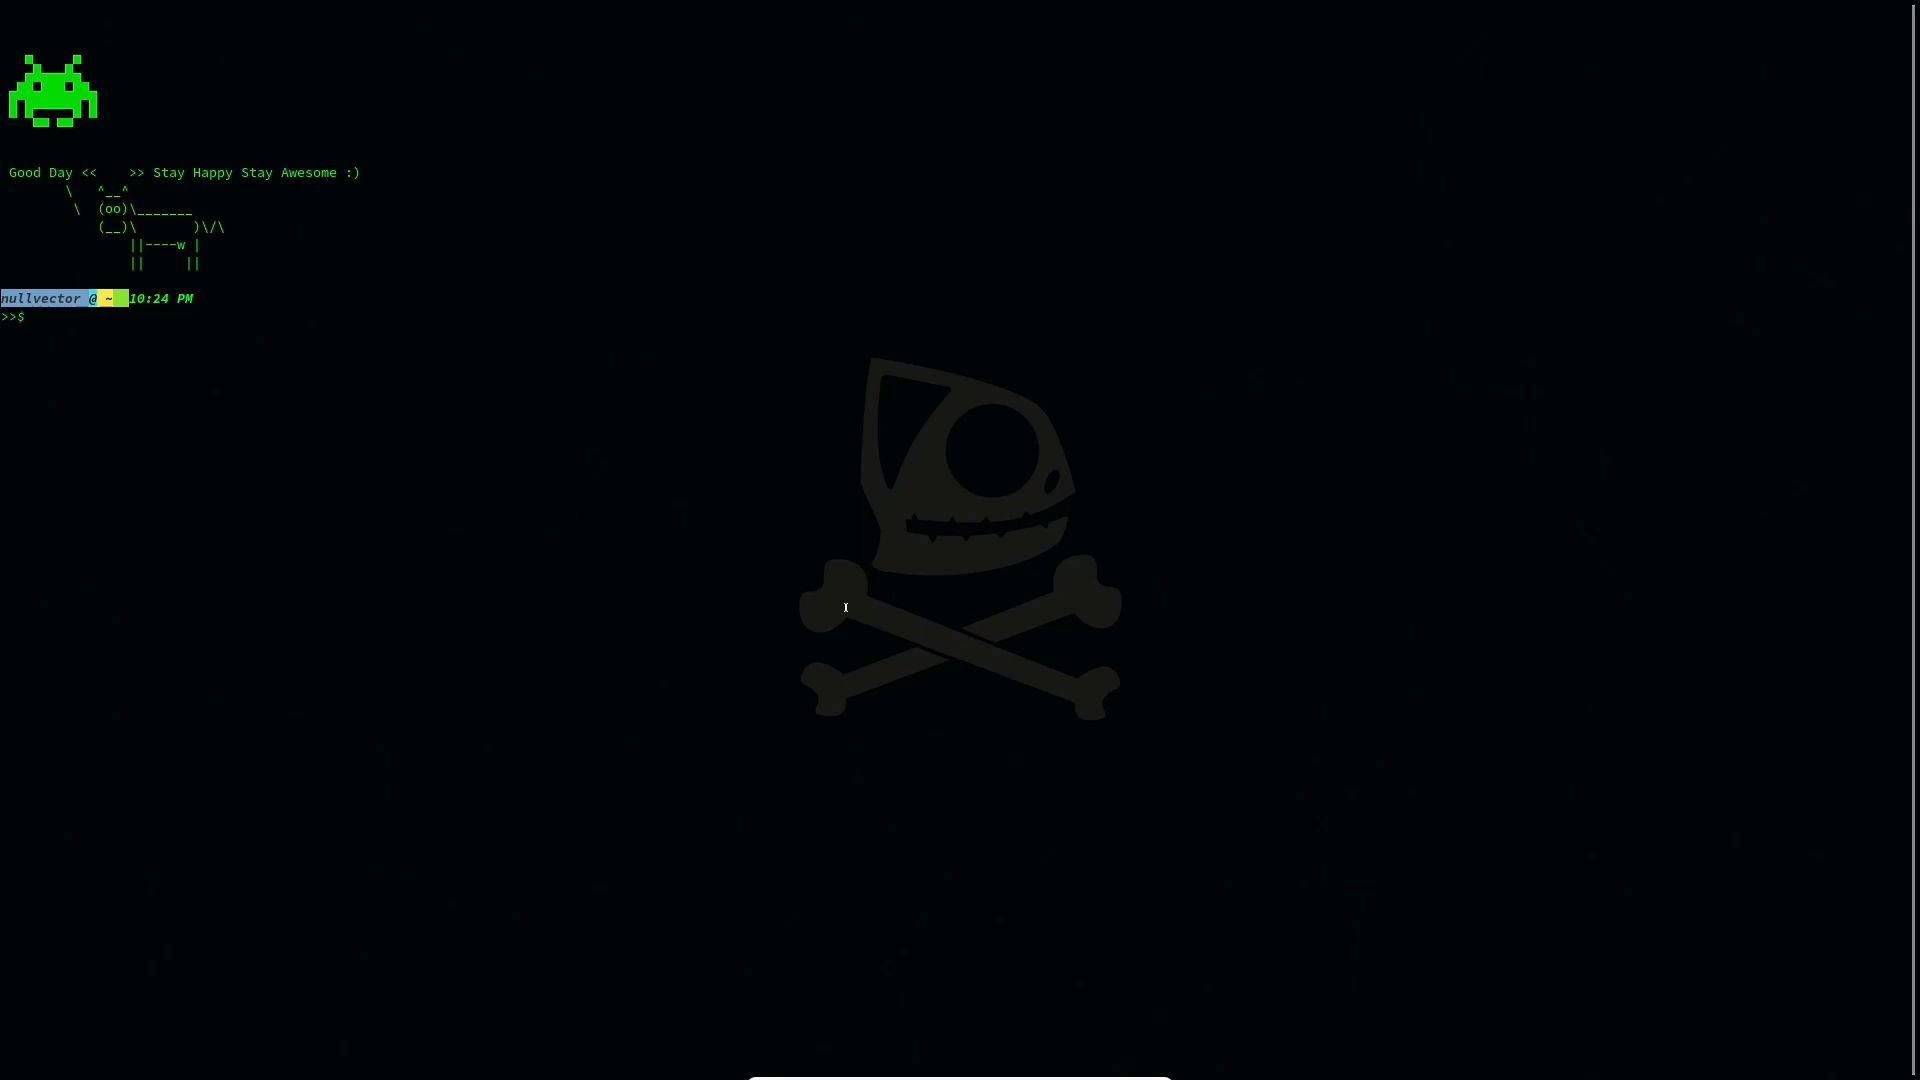 Good Day <<    >> Stay Happy Stay Awesome :)
        \   ^__^
         \  (oo)\_______
            (__)\       )\/\
                ||----w |
                ||     ||
nullvector @ ~ 10:24 PM
>>$